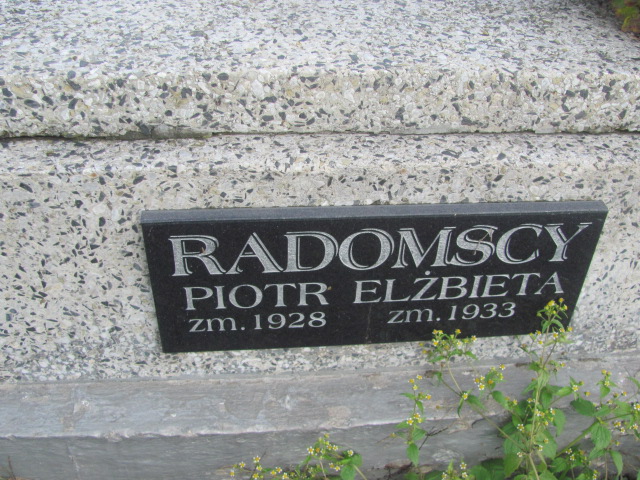 RADOMSCY
PIOTR ELŻBIETA
zm. 1928 zm. 1933